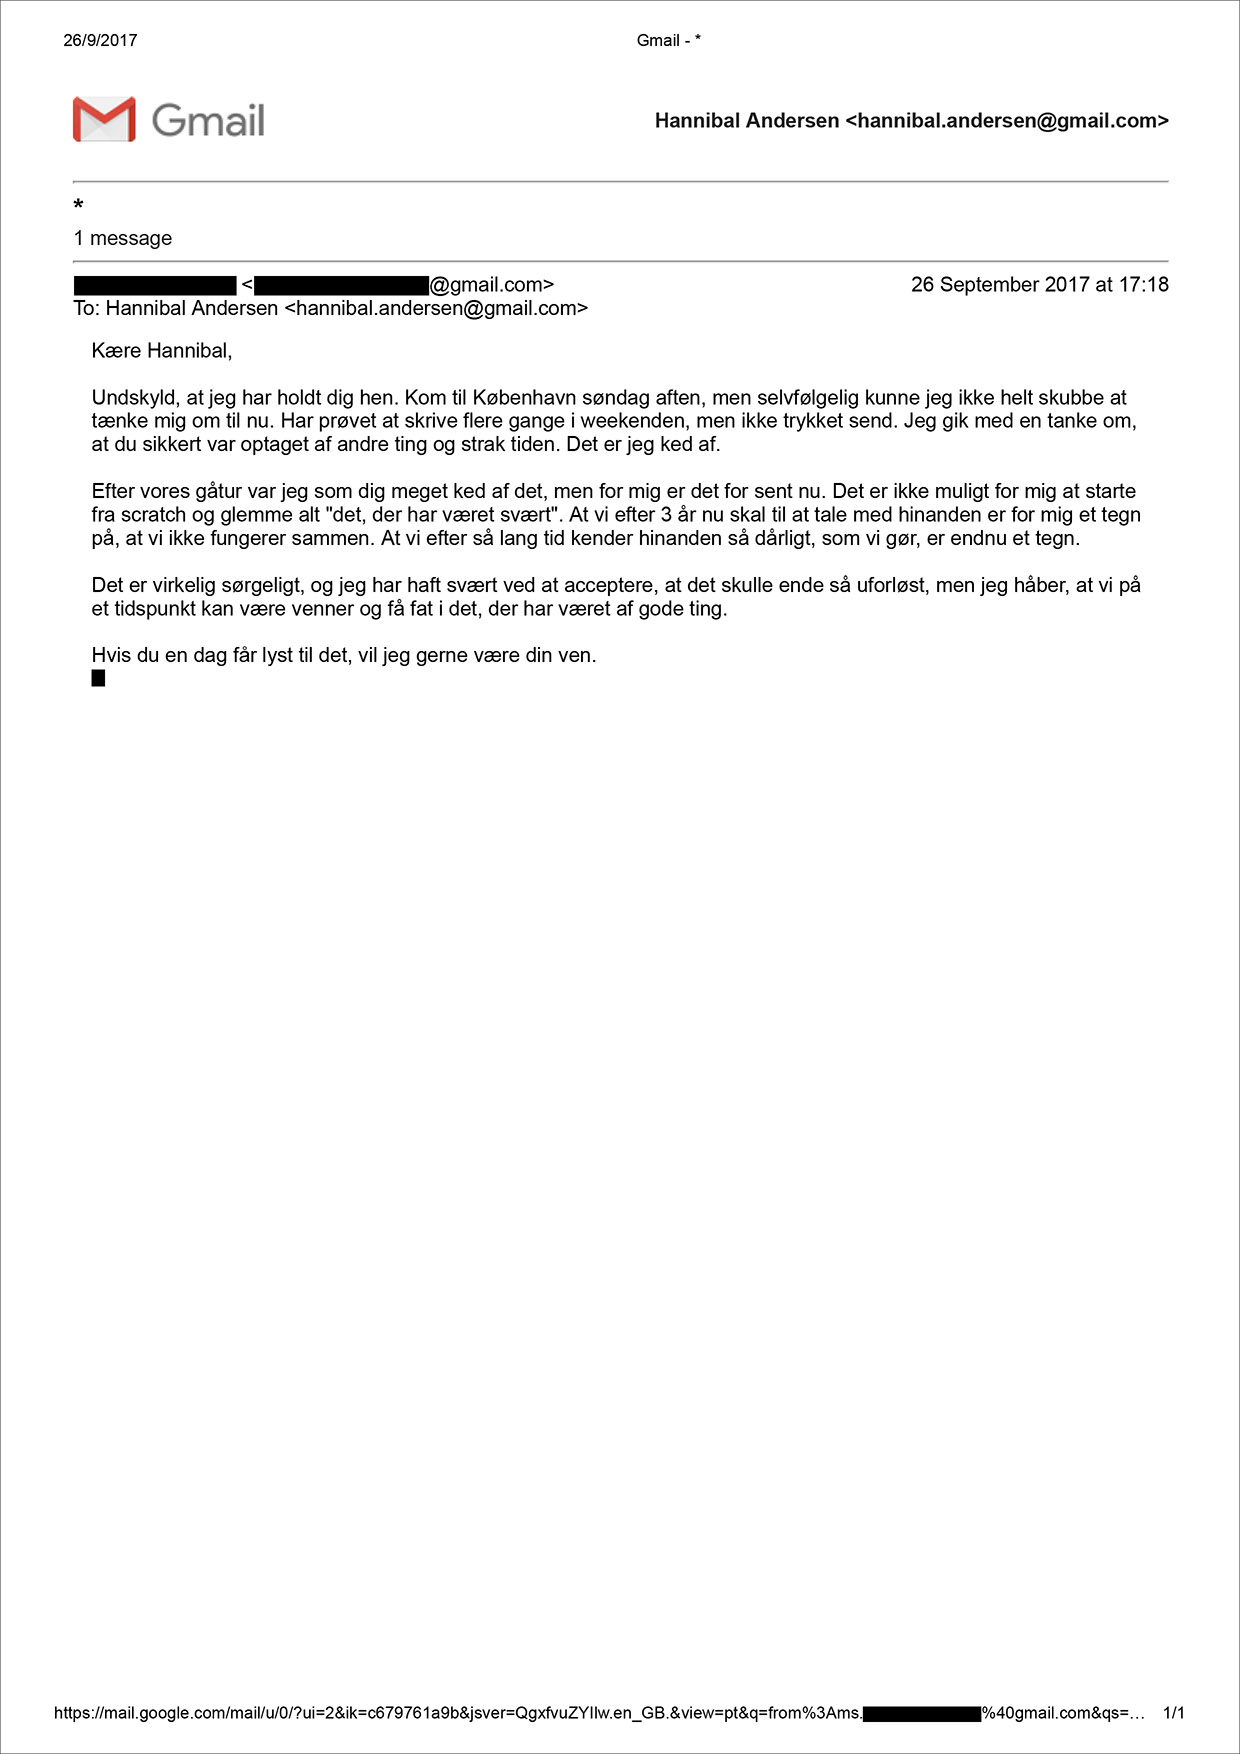 26/9/2017 Gmail - *
Gmail Hannibal Andersen <hannibal.andersen@gmail.com>
*
1 message
< @gmail.com> 26 September 2017 at 17:18
To: Hannibal Andersen <hannibal.andersen@gmail.com>
Kære Hannibal,
Undskyld, at jeg har holdt dig hen. Kom til København søndag aften, men selvfølgelig kunne jeg ikke helt skubbe at
tænke mig om til nu. Har prøvet at skrive flere gange i weekenden, men ikke trykket send. Jeg gik med en tanke om,
at du sikkert var optaget af andre ting og strak tiden. Det er jeg ked af.
Efter vores gåtur var jeg som dig meget ked af det, men for mig er det for sent nu. Det er ikke muligt for mig at starte
fra scratch og glemme alt "det, der har været svært". At vi efter 3 år nu skal til at tale med hinanden er for mig et tegn
på, at vi ikke fungerer sammen. At vi efter så lang tid kender hinanden så dårligt, som vi gør, er endnu et tegn.
Det er virkelig sørgeligt, og jeg har haft svært ved at acceptere, at det skulle ende så uforløst, men jeg håber, at vi på
et tidspunkt kan være venner og få fat i det, der har været af gode ting.
Hvis du en dag får lyst til det, vil jeg gerne være din ven.
https://mail.google.com/mail/u/0/?ui=2&ik=c679761a9b&jsver=QgxfvuZYIlw.en_GB.&view=pt&q=from%3Ams. %40gmail.com&qs=… 1/1